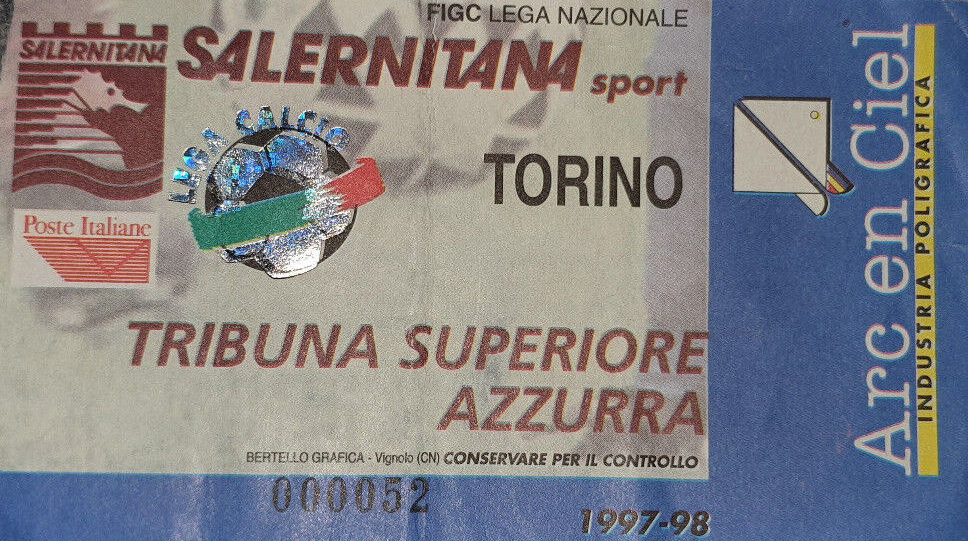 FIGC LEGA NAZIONALE
SALERNITANA
SALERNITANA sport
LEGA CALCIO
TORINO
Poste Italiane
TRIBUNA SUPERIORE
AZZURRA
BERTELLO GRAFICA - Vignolo (CN) CONSERVARE PER IL CONTROLLO
000052
1997-98
Arc en Ciel
INDUSTRIA POLIGRAFICA